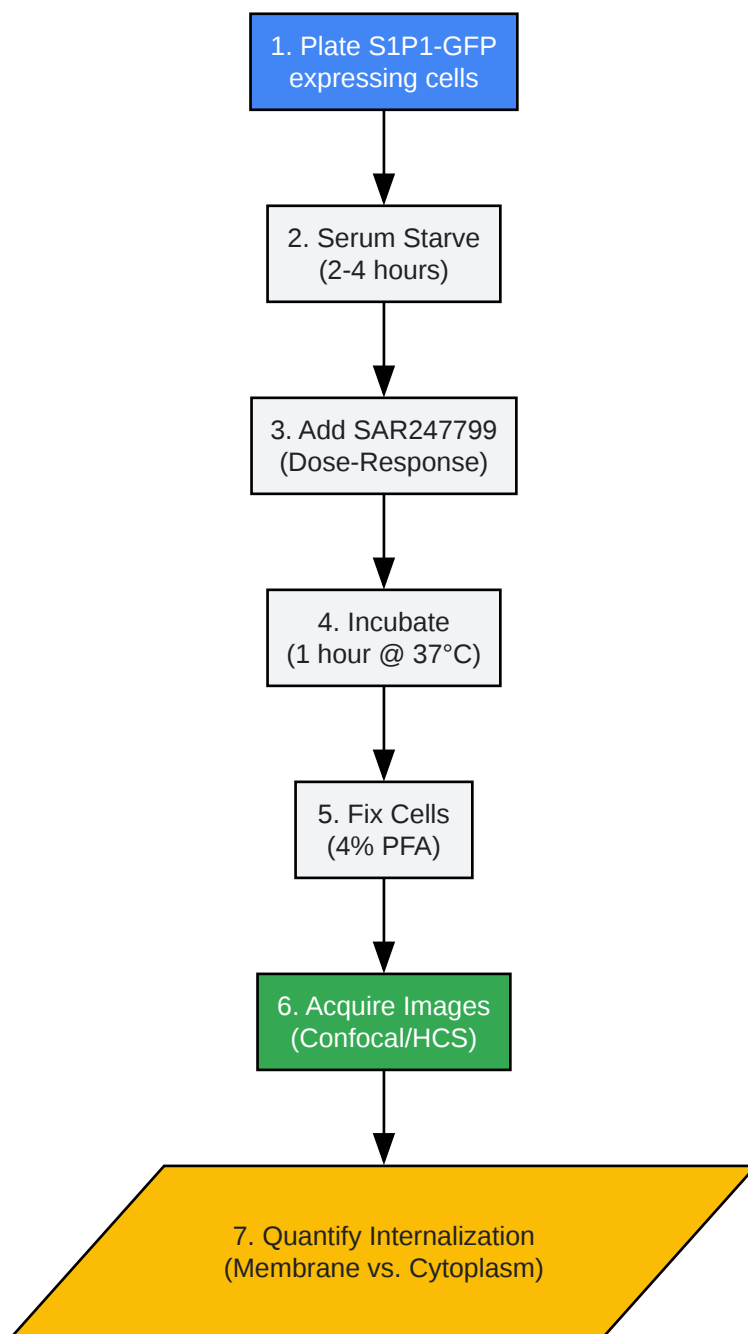 1. Plate S1P1-GFP
expressing cells
2. Serum Starve
(2-4 hours)
3. Add SAR247799
(Dose-Response)
4. Incubate
(1 hour @ 37°C)
5. Fix Cells
(4% PFA)
6. Acquire Images
(Confocal/HCS)
7. Quantify Internalization
(Membrane vs. Cytoplasm)